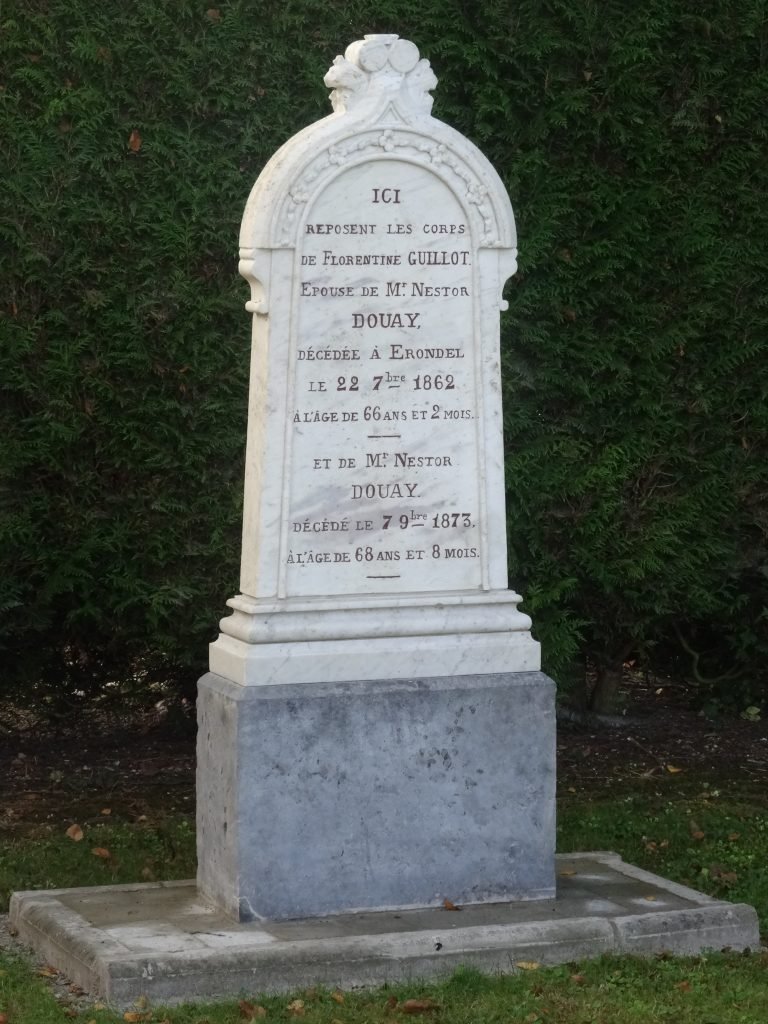 ICI
REPOSENT LES CORPS
DE FLORENTINE GUILLOT.
EPOUSE DE Mr. NESTOR
DOUAY,
DÉCÉDÉE À ERONDEL
LE 22 7bre 1862
À L'ÂGE DE 66 ANS ET 2 MOIS.
ET DE Mr. NESTOR
DOUAY.
DÉCÉDÉ LE 7 9bre 1873.
À L'ÂGE DE 68 ANS ET 8 MOIS.